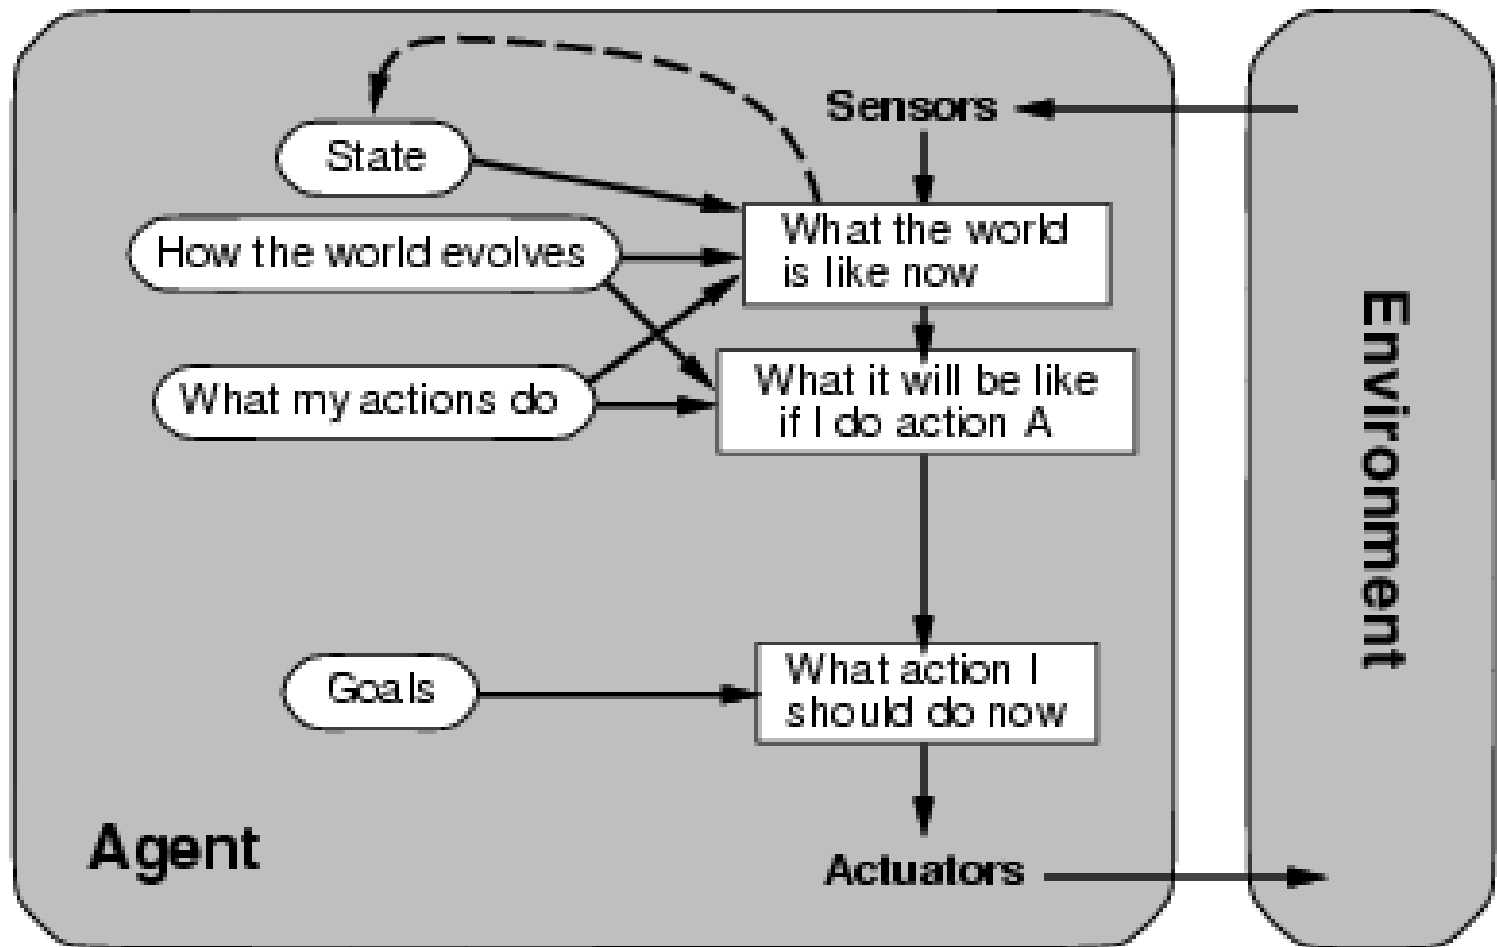 Sensors
State
What the world
is like now
How the world evolves
What it will be like
if I do action A
What my actions do
What action I
should do now
Goals
Agent
Actuators
Environment